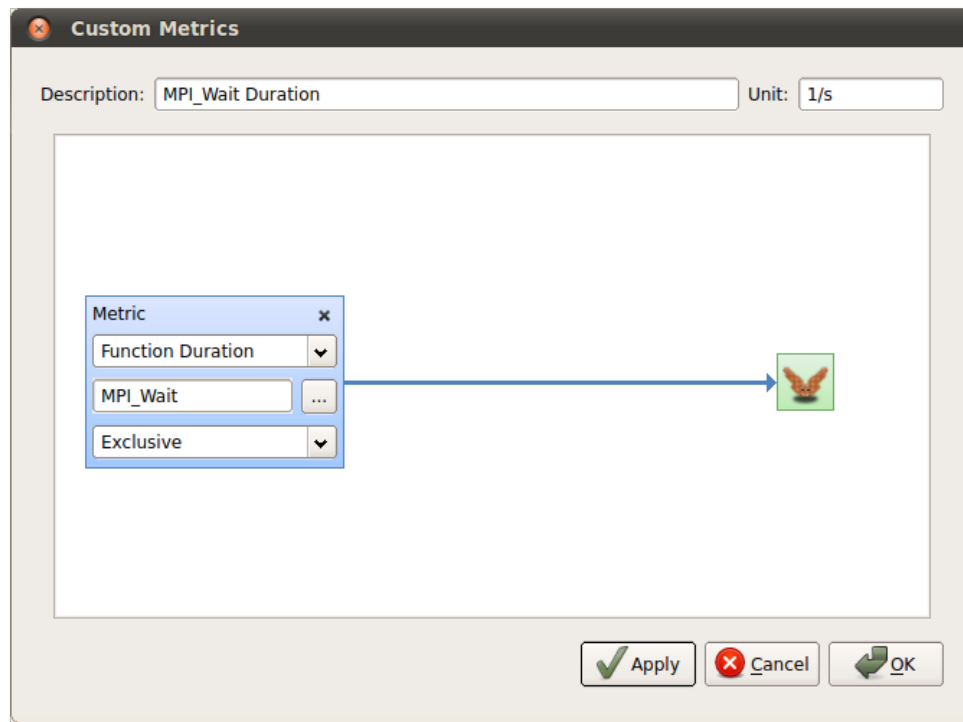 Custom Metrics
Description: MPI_Wait Duration Unit: 1/s
Metric
Function Duration
MPI_Wait ...
Exclusive
Apply Cancel OK